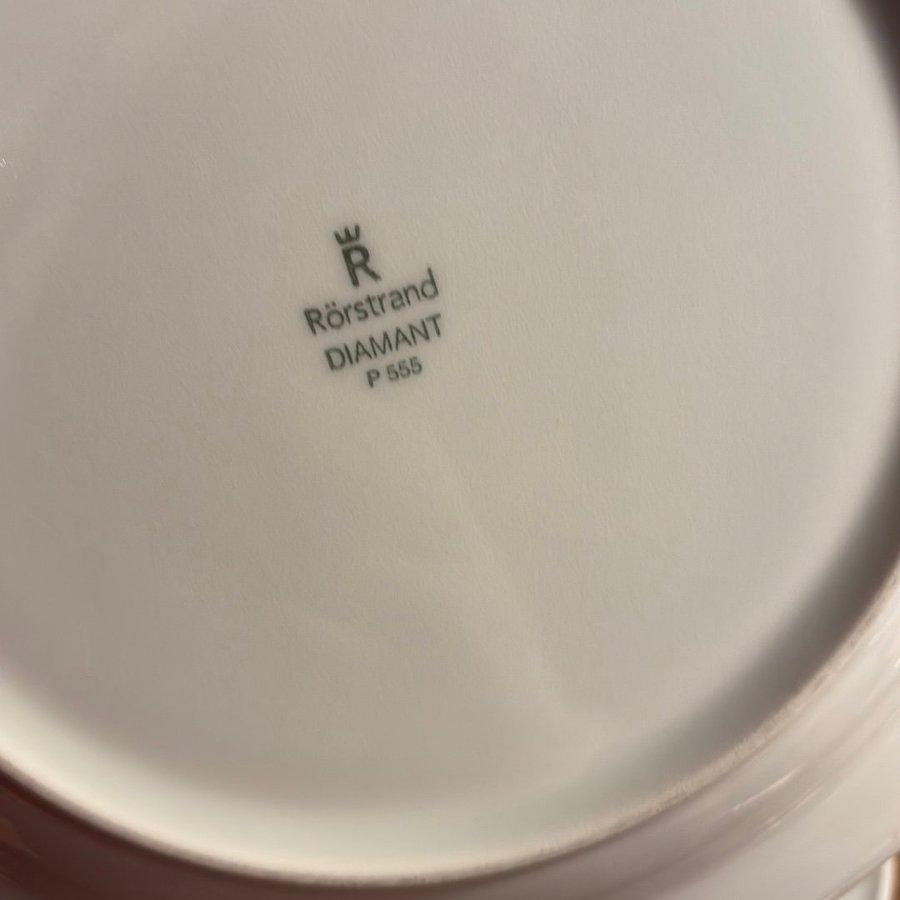 R
Rörstrand
DIAMANT
P 555